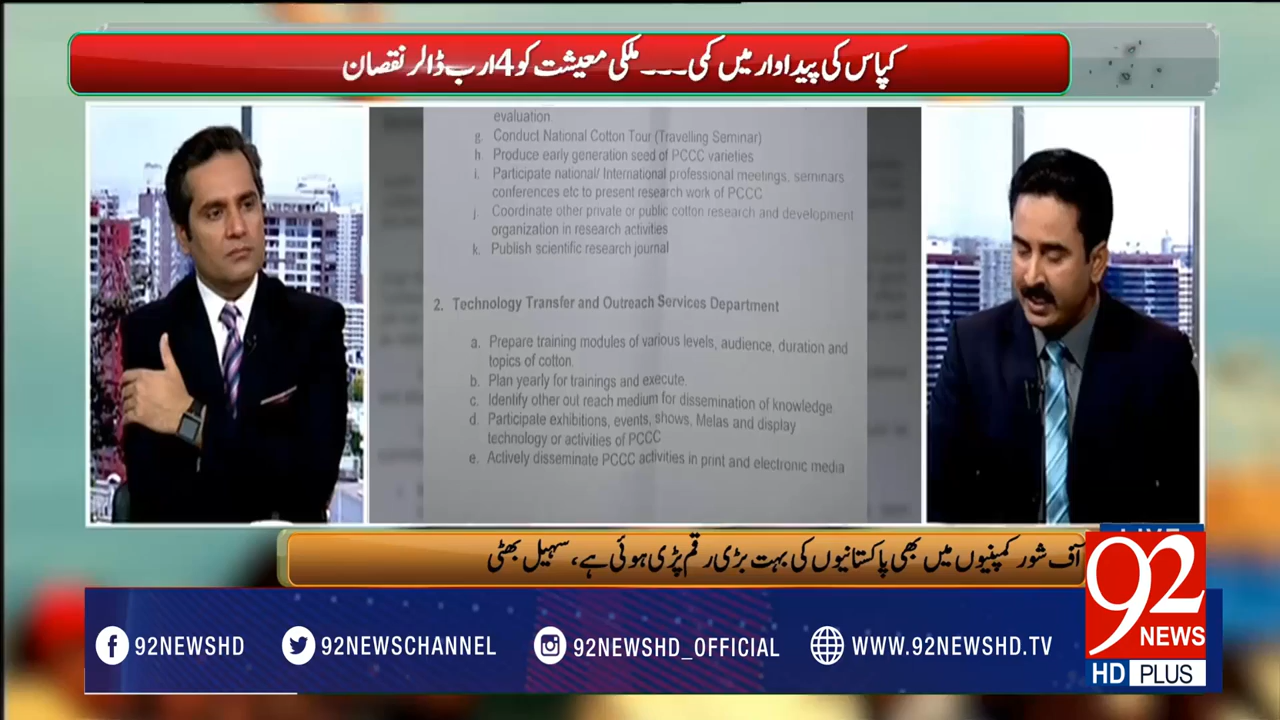 کپاس کی پیداوار میں کمی۔۔۔ملکی معیشت کو 4 ارب ڈالر نقصان
evaluation.
g. Conduct National Cotton Tour (Travelling Seminar)
h. Produce early generation seed of PCCC varieties
i. Participate national/ International professional meetings, seminars
conferences etc to present research work of PCCC
j. Coordinate other private or public cotton research and development
organization in research activities
k. Publish scientific research journal
2. Technology Transfer and Outreach Services Department
a. Prepare training modules of various levels, audience, duration and
topics of cotton.
b. Plan yearly for trainings and execute.
c. Identify other out reach medium for dissemination of knowledge
d. Participate exhibitions, events, shows, Melas and display
technology or activities of PCCC
e. Actively disseminate PCCC activities in print and electronic media
آف شور کمپنیوں میں بھی پاکستانیوں کی بہت بڑی رقم پڑی ہوئی ہے، سہیل بھٹی
LIVE
92
NEWS
HD PLUS
92NEWSHD
92NEWSCHANNEL
92NEWSHD_OFFICIAL
WWW.92NEWSHD.TV